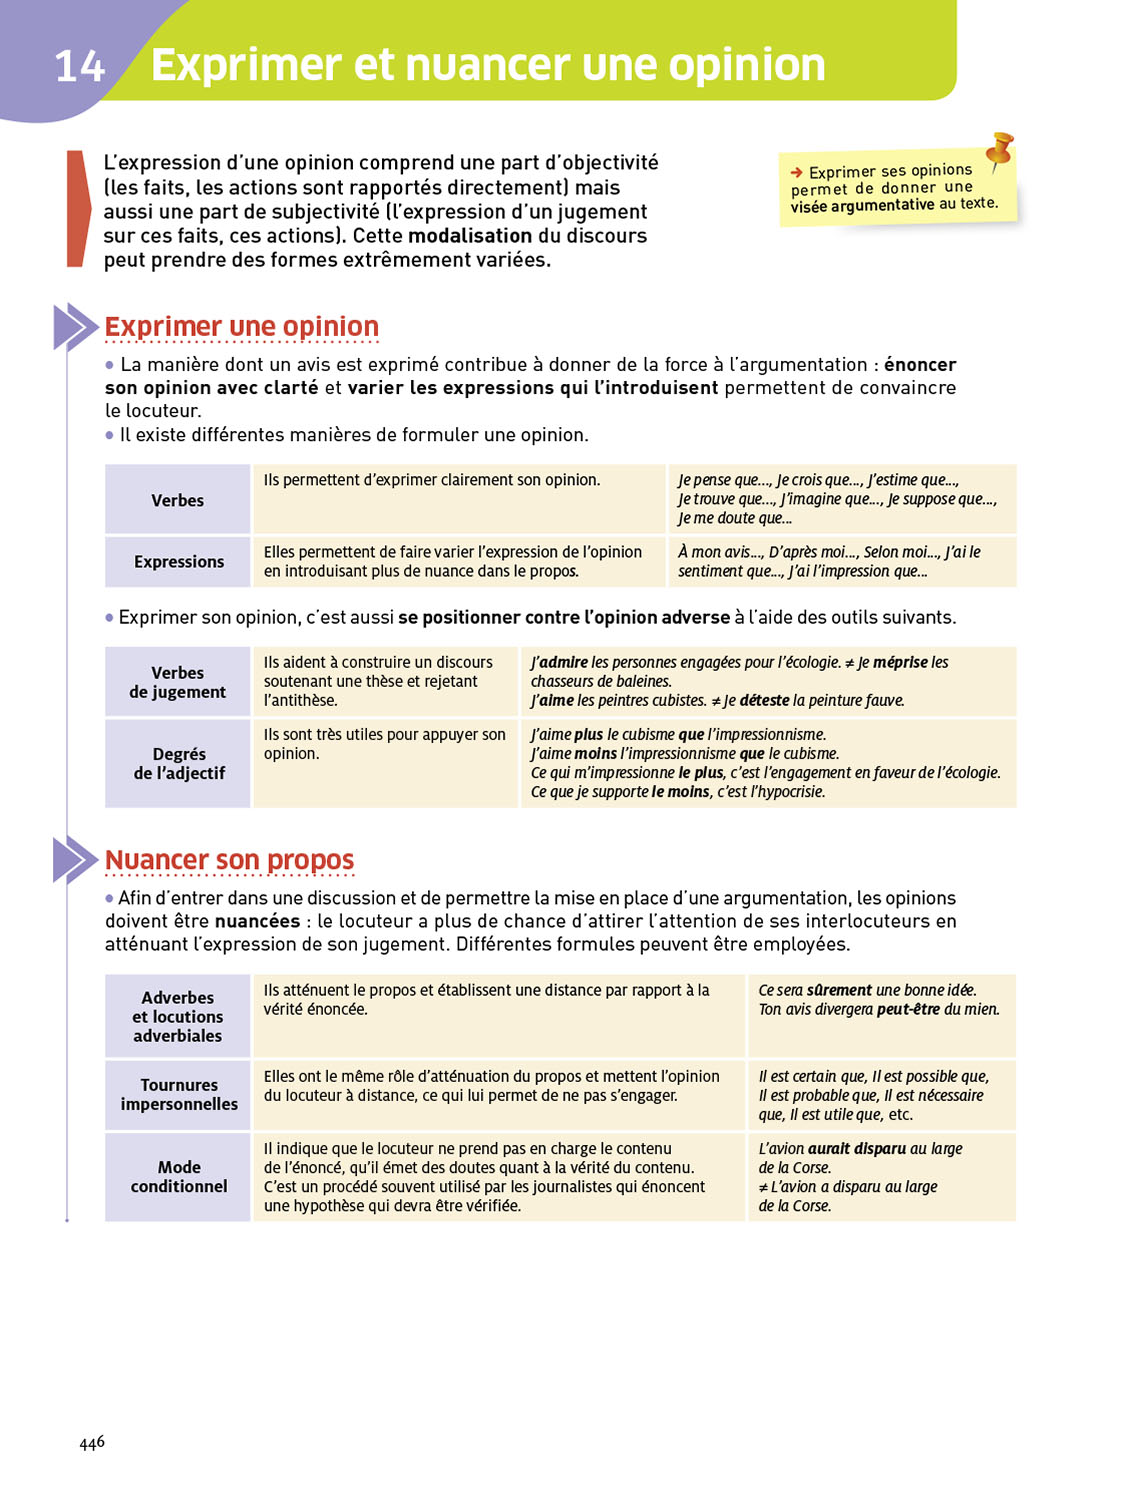 14 Exprimer et nuancer une opinion
L’expression d’une opinion comprend une part d’objectivité
(les faits, les actions sont rapportés directement) mais
aussi une part de subjectivité (l’expression d’un jugement
sur ces faits, ces actions). Cette modalisation du discours
peut prendre des formes extrêmement variées.
➔ Exprimer ses opinions
permet de donner une
visée argumentative au texte.
Exprimer une opinion
• La manière dont un avis est exprimé contribue à donner de la force à l’argumentation : énoncer
son opinion avec clarté et varier les expressions qui l’introduisent permettent de convaincre
le locuteur.
• Il existe différentes manières de formuler une opinion.
Verbes
Ils permettent d’exprimer clairement son opinion.
Je pense que..., Je crois que..., J’estime que...,
Je trouve que..., J’imagine que..., Je suppose que...,
Je me doute que...
Expressions
Elles permettent de faire varier l’expression de l’opinion
en introduisant plus de nuance dans le propos.
À mon avis..., D’après moi..., Selon moi..., J’ai le
sentiment que..., J’ai l’impression que...
• Exprimer son opinion, c’est aussi se positionner contre l’opinion adverse à l’aide des outils suivants.
Verbes
de jugement
Ils aident à construire un discours
soutenant une thèse et rejetant
l’antithèse.
J’admire les personnes engagées pour l’écologie. ≠ Je méprise les
chasseurs de baleines.
J’aime les peintres cubistes. ≠ Je déteste la peinture fauve.
Degrés
de l’adjectif
Ils sont très utiles pour appuyer son
opinion.
J’aime plus le cubisme que l’impressionnisme.
J’aime moins l’impressionnisme que le cubisme.
Ce qui m’impressionne le plus, c’est l’engagement en faveur de l’écologie.
Ce que je supporte le moins, c’est l’hypocrisie.
Nuancer son propos
• Afin d’entrer dans une discussion et de permettre la mise en place d’une argumentation, les opinions
doivent être nuancées : le locuteur a plus de chance d’attirer l’attention de ses interlocuteurs en
atténuant l’expression de son jugement. Différentes formules peuvent être employées.
Adverbes
et locutions
adverbiales
Ils atténuent le propos et établissent une distance par rapport à la
vérité énoncée.
Ce sera sûrement une bonne idée.
Ton avis divergera peut-être du mien.
Tournures
impersonnelles
Elles ont le même rôle d’atténuation du propos et mettent l’opinion
du locuteur à distance, ce qui lui permet de ne pas s’engager.
Il est certain que, Il est possible que,
Il est probable que, Il est nécessaire
que, Il est utile que, etc.
Mode
conditionnel
Il indique que le locuteur ne prend pas en charge le contenu
de l’énoncé, qu’il émet des doutes quant à la vérité du contenu.
C’est un procédé souvent utilisé par les journalistes qui énoncent
une hypothèse qui devra être vérifiée.
L’avion aurait disparu au large
de la Corse.
≠ L’avion a disparu au large
de la Corse.
446